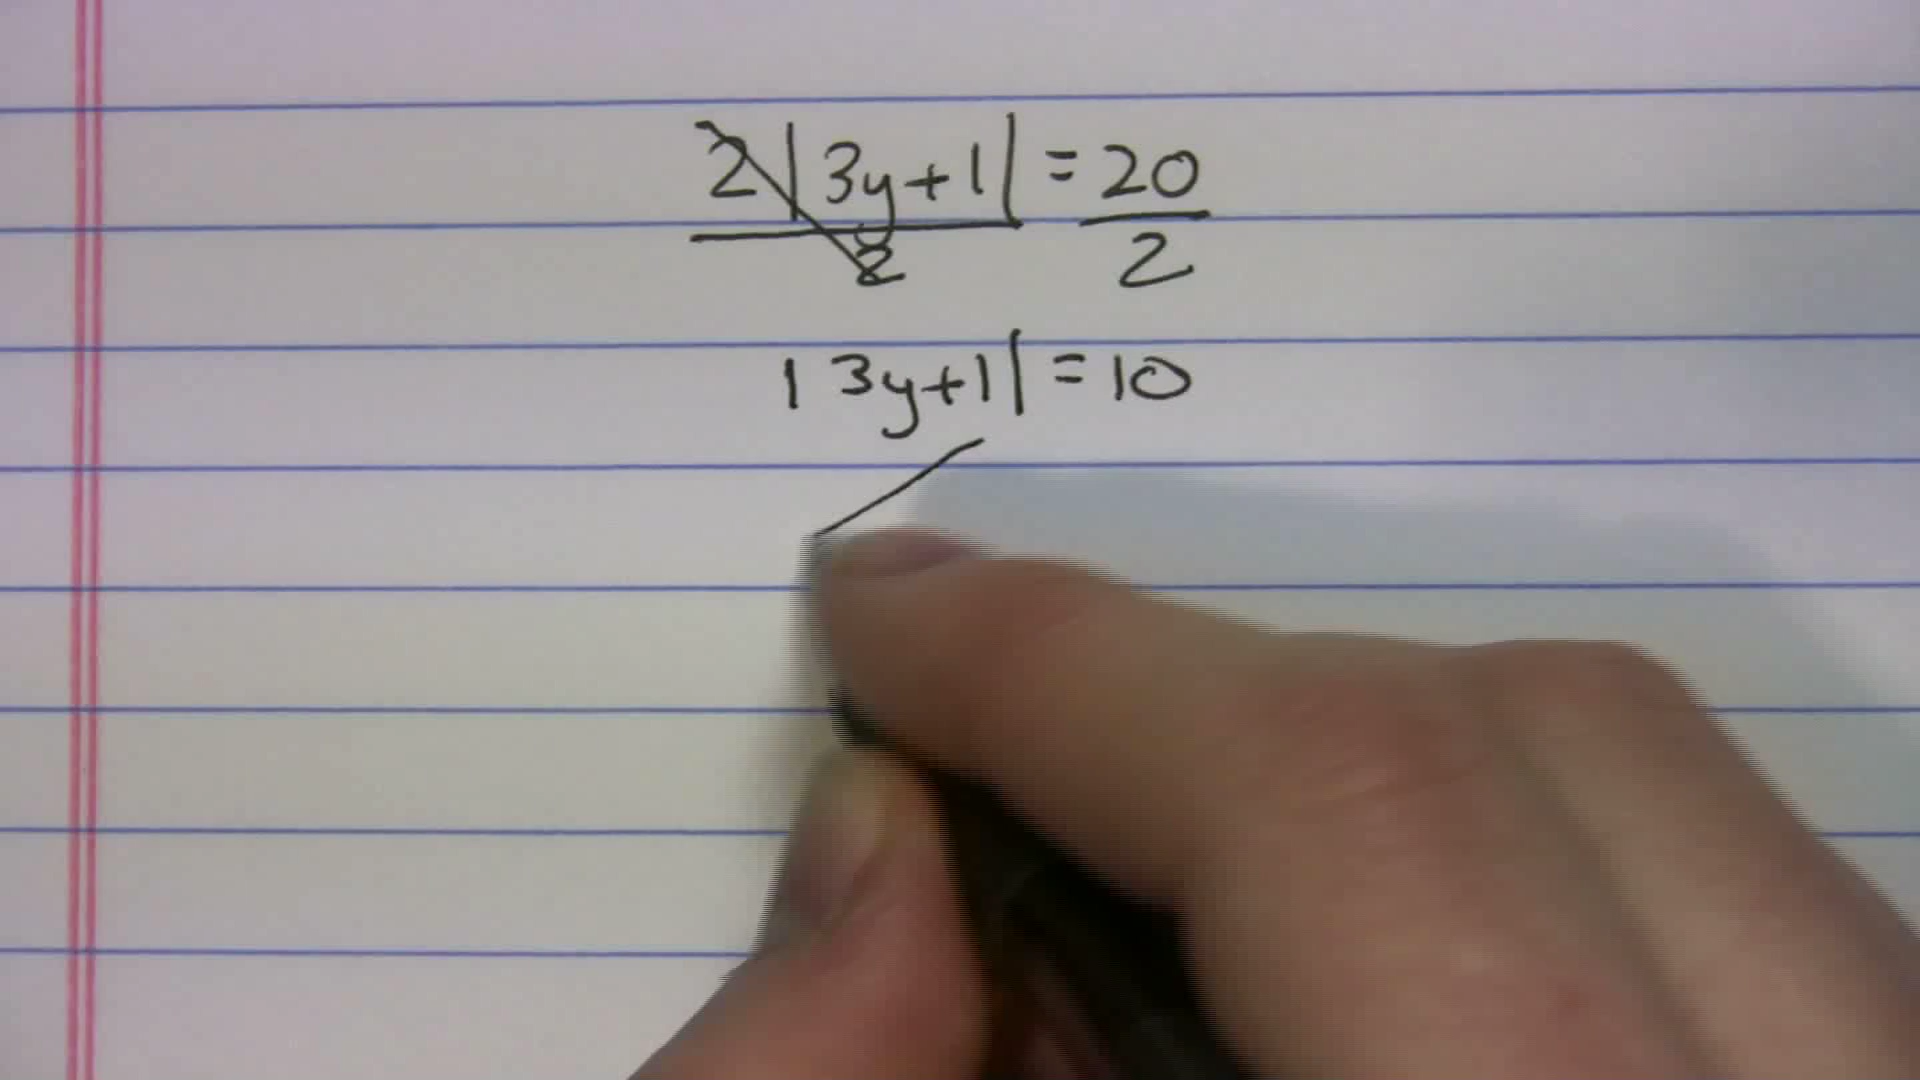 2|3y+1| = 20
2 2
|3y+1| = 10